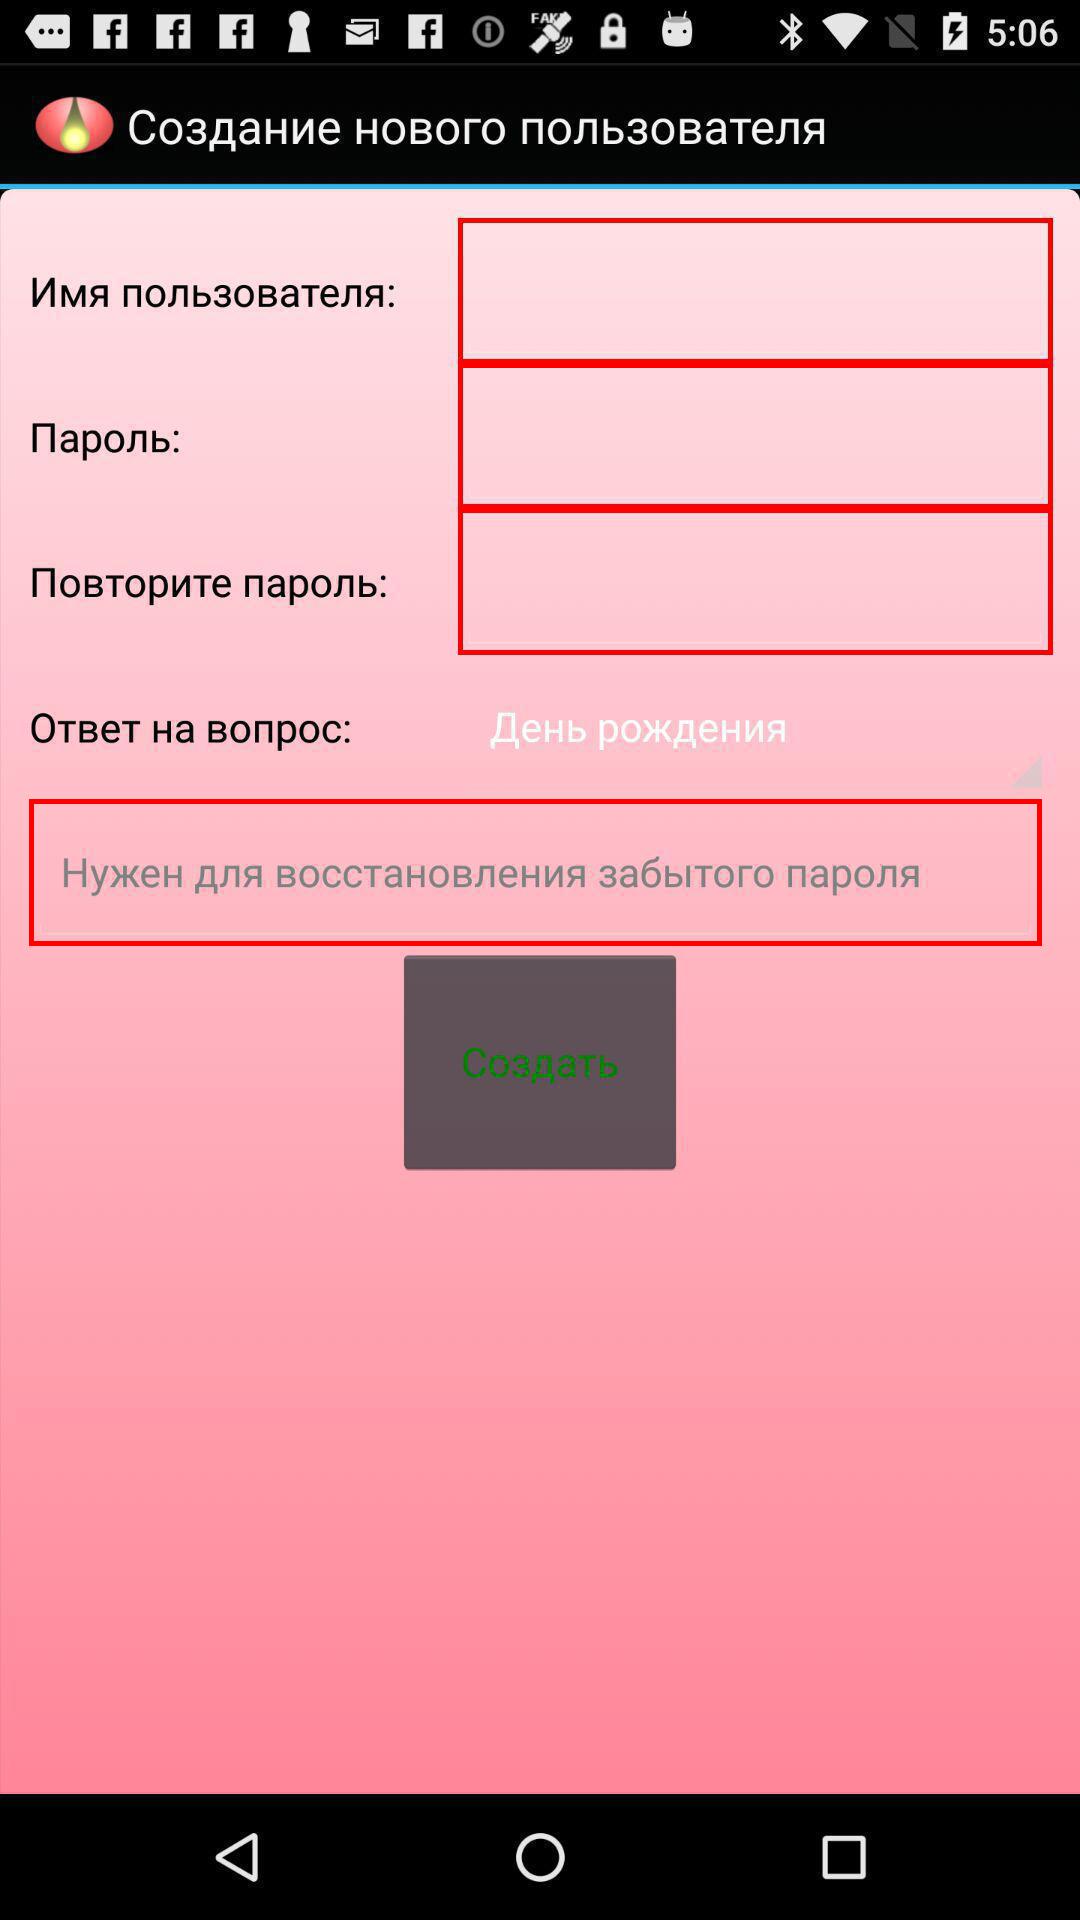 FAKE
5:06
Создание нового пользователя
Имя пользователя:
Пароль:
Повторите пароль:
Ответ на вопрос:
День рождения
Нужен для восстановления забытого пароля
Создать